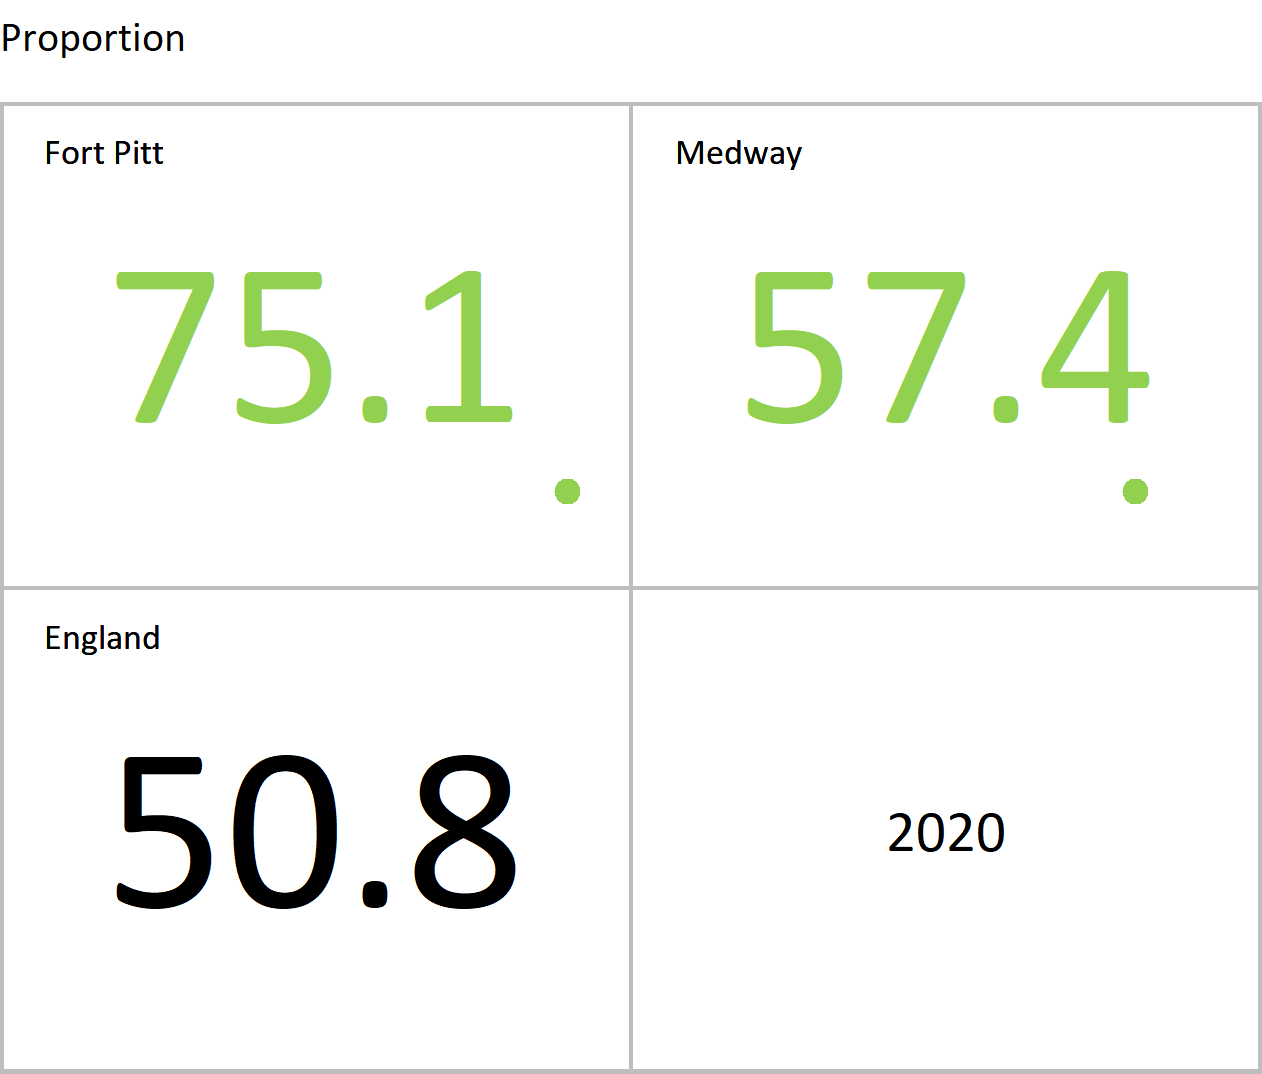 Proportion
Fort Pitt
75.1
Medway
57.4
England
50.8
2020